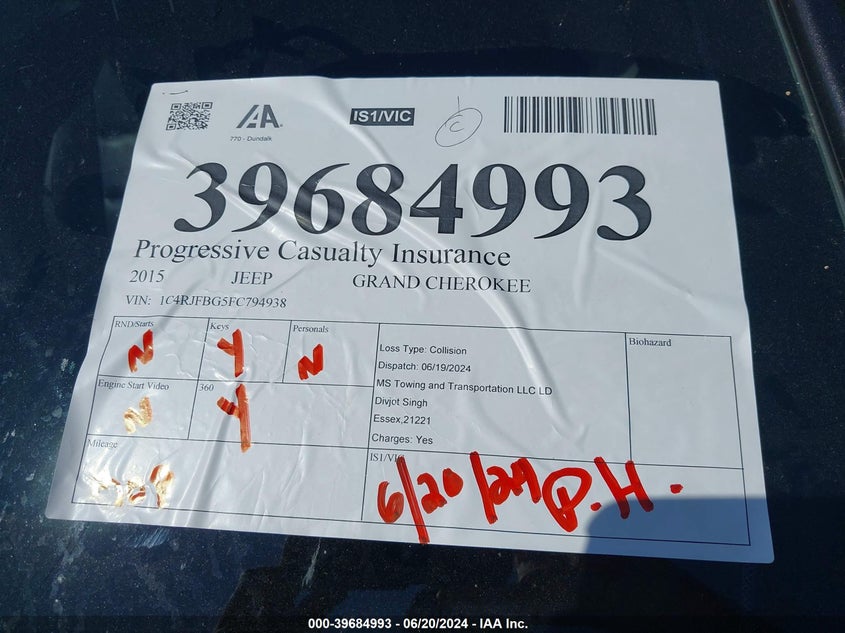 IAA
IS1/VIC
C
770 - Dundalk
39684993
Progressive Casualty Insurance
2015 JEEP GRAND CHEROKEE
VIN: 1C4RJFBG5FC794938
RND/Starts Keys Personals Biohazard
N Y N
Loss Type: Collision
Dispatch: 06/19/2024
Engine Start Video 360
N Y
MS Towing and Transportation LLC LD
Divjot Singh
Essex,21221
Charges: Yes
Mileage
IS1/VIC
6/20/24 P.H.
000-39684993 - 06/20/2024 - IAA Inc.